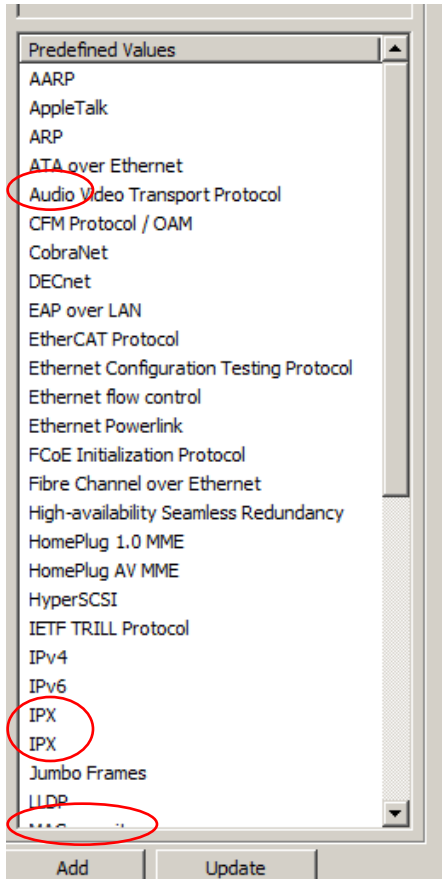 Predefined Values
AARP
AppleTalk
ARP
ATA over Ethernet
Audio Video Transport Protocol
CFM Protocol / OAM
CobraNet
DECnet
EAP over LAN
EtherCAT Protocol
Ethernet Configuration Testing Protocol
Ethernet flow control
Ethernet Powerlink
FCoE Initialization Protocol
Fibre Channel over Ethernet
High-availability Seamless Redundancy
HomePlug 1.0 MME
HomePlug AV MME
HyperSCSI
IETF TRILL Protocol
IPv4
IPv6
IPX
IPX
Jumbo Frames
LLDP
Add Update